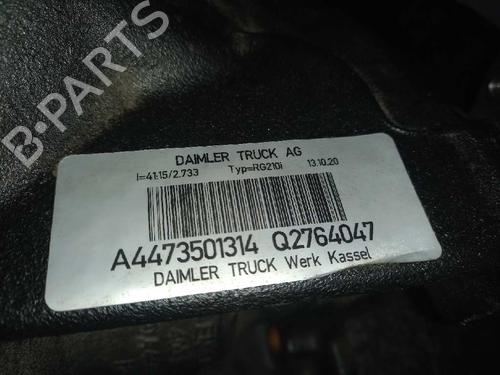 B-PARTS
DAIMLER TRUCK AG
i=41:15/2.733 Typ=RG210i 13.10.20
A4473501314 Q2764047
DAIMLER TRUCK Werk Kassel